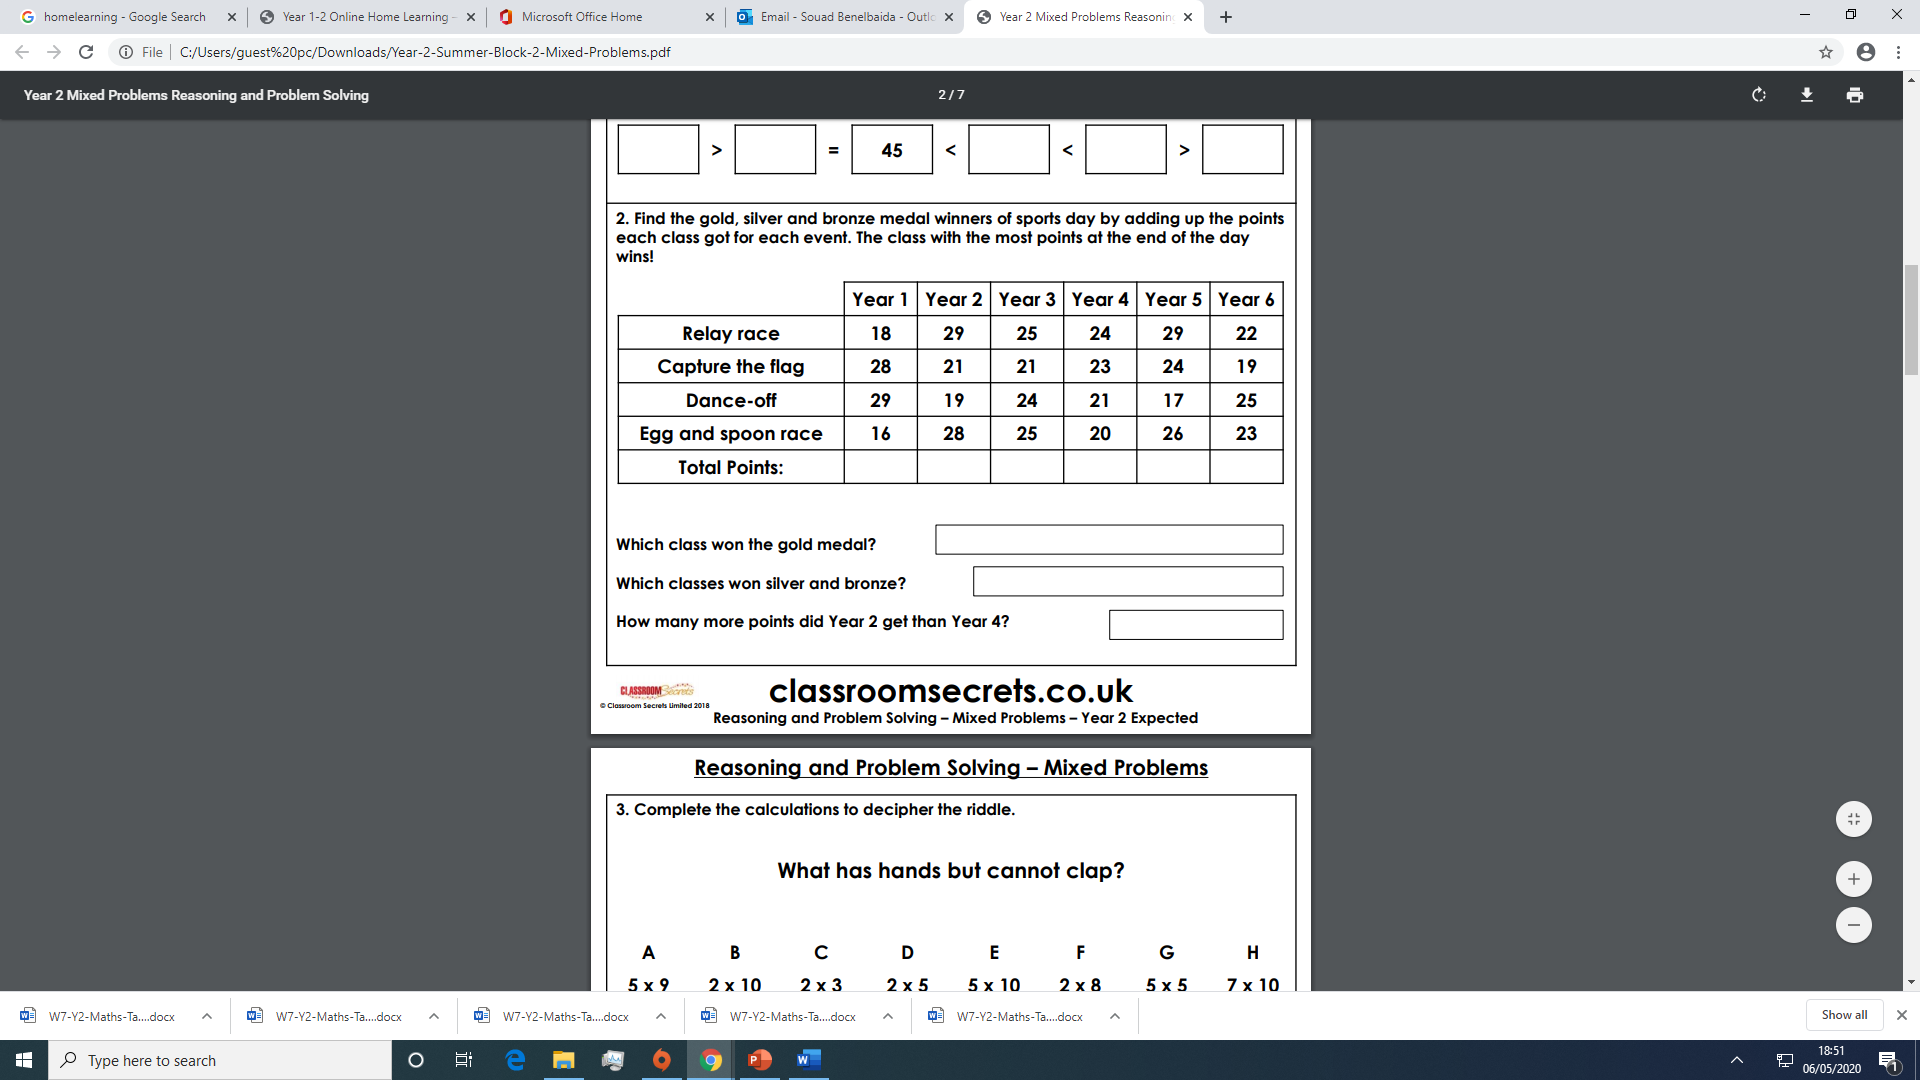 homelearning - Google Search
Year 1-2 Online Home Learning -
Microsoft Office Home
Email - Souad Benelbaida - Outlo
Year 2 Mixed Problems Reasonin
File C:/Users/guest%20pc/Downloads/Year-2-Summer-Block-2-Mixed-Problems.pdf
Year 2 Mixed Problems Reasoning and Problem Solving
2 / 7
> = 45 < < >
2. Find the gold, silver and bronze medal winners of sports day by adding up the points
each class got for each event. The class with the most points at the end of the day
wins!
Year 1 Year 2 Year 3 Year 4 Year 5 Year 6
Relay race 18 29 25 24 29 22
Capture the flag 28 21 21 23 24 19
Dance-off 29 19 24 21 17 25
Egg and spoon race 16 28 25 20 26 23
Total Points:
Which class won the gold medal?
Which classes won silver and bronze?
How many more points did Year 2 get than Year 4?
CLASSROOM Secrets
© Classroom Secrets Limited 2018
classroomsecrets.co.uk
Reasoning and Problem Solving – Mixed Problems – Year 2 Expected
Reasoning and Problem Solving – Mixed Problems
3. Complete the calculations to decipher the riddle.
What has hands but cannot clap?
A B C D E F G H
5 x 9 2 x 10 2 x 3 2 x 5 5 x 10 2 x 8 5 x 5 7 x 10
W7-Y2-Maths-Ta....docx
W7-Y2-Maths-Ta....docx
W7-Y2-Maths-Ta....docx
W7-Y2-Maths-Ta....docx
W7-Y2-Maths-Ta....docx
Show all
Type here to search
18:51
06/05/2020
1